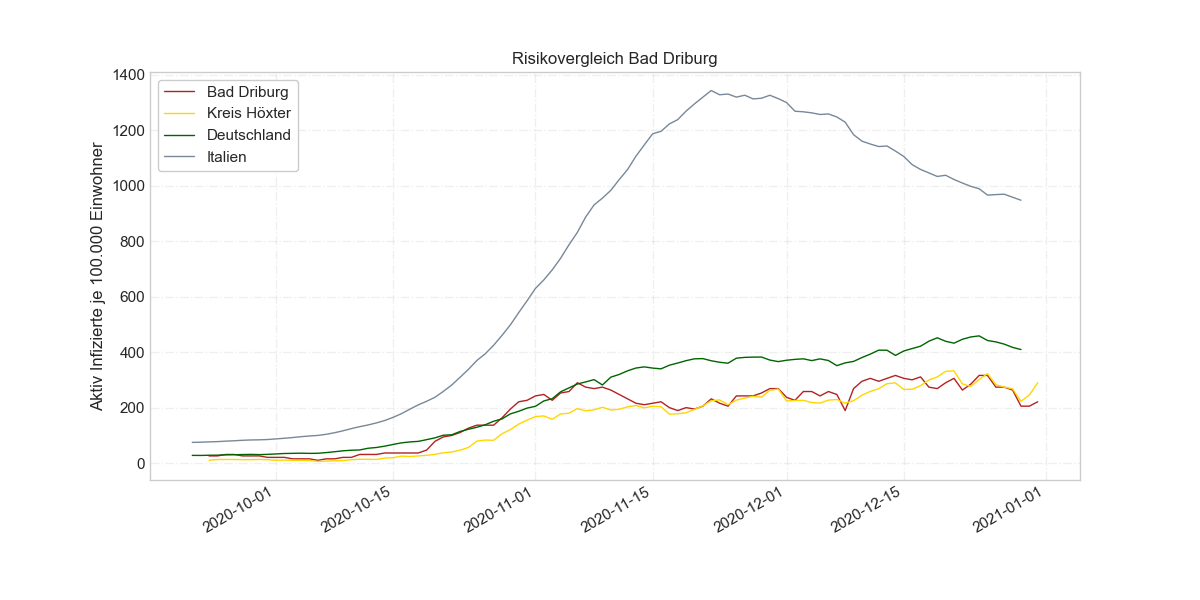 Risikovergleich Bad Driburg
Aktiv Infizierte je 100.000 Einwohner
1400
1200
1000
800
600
400
200
0
Bad Driburg
Kreis Höxter
Deutschland
Italien
2020-10-01
2020-10-15
2020-11-01
2020-11-15
2020-12-01
2020-12-15
2021-01-01